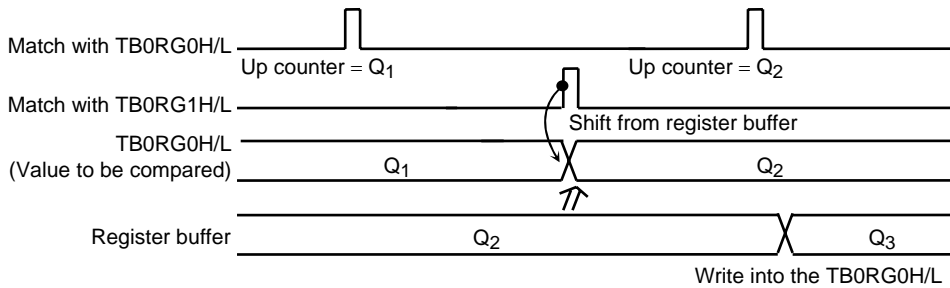 Match with TB0RG0H/L
Up counter = Q1
Up counter = Q2
Match with TB0RG1H/L
Shift from register buffer
TB0RG0H/L
(Value to be compared)
Q1
Q2
Register buffer
Q2
Q3
Write into the TB0RG0H/L